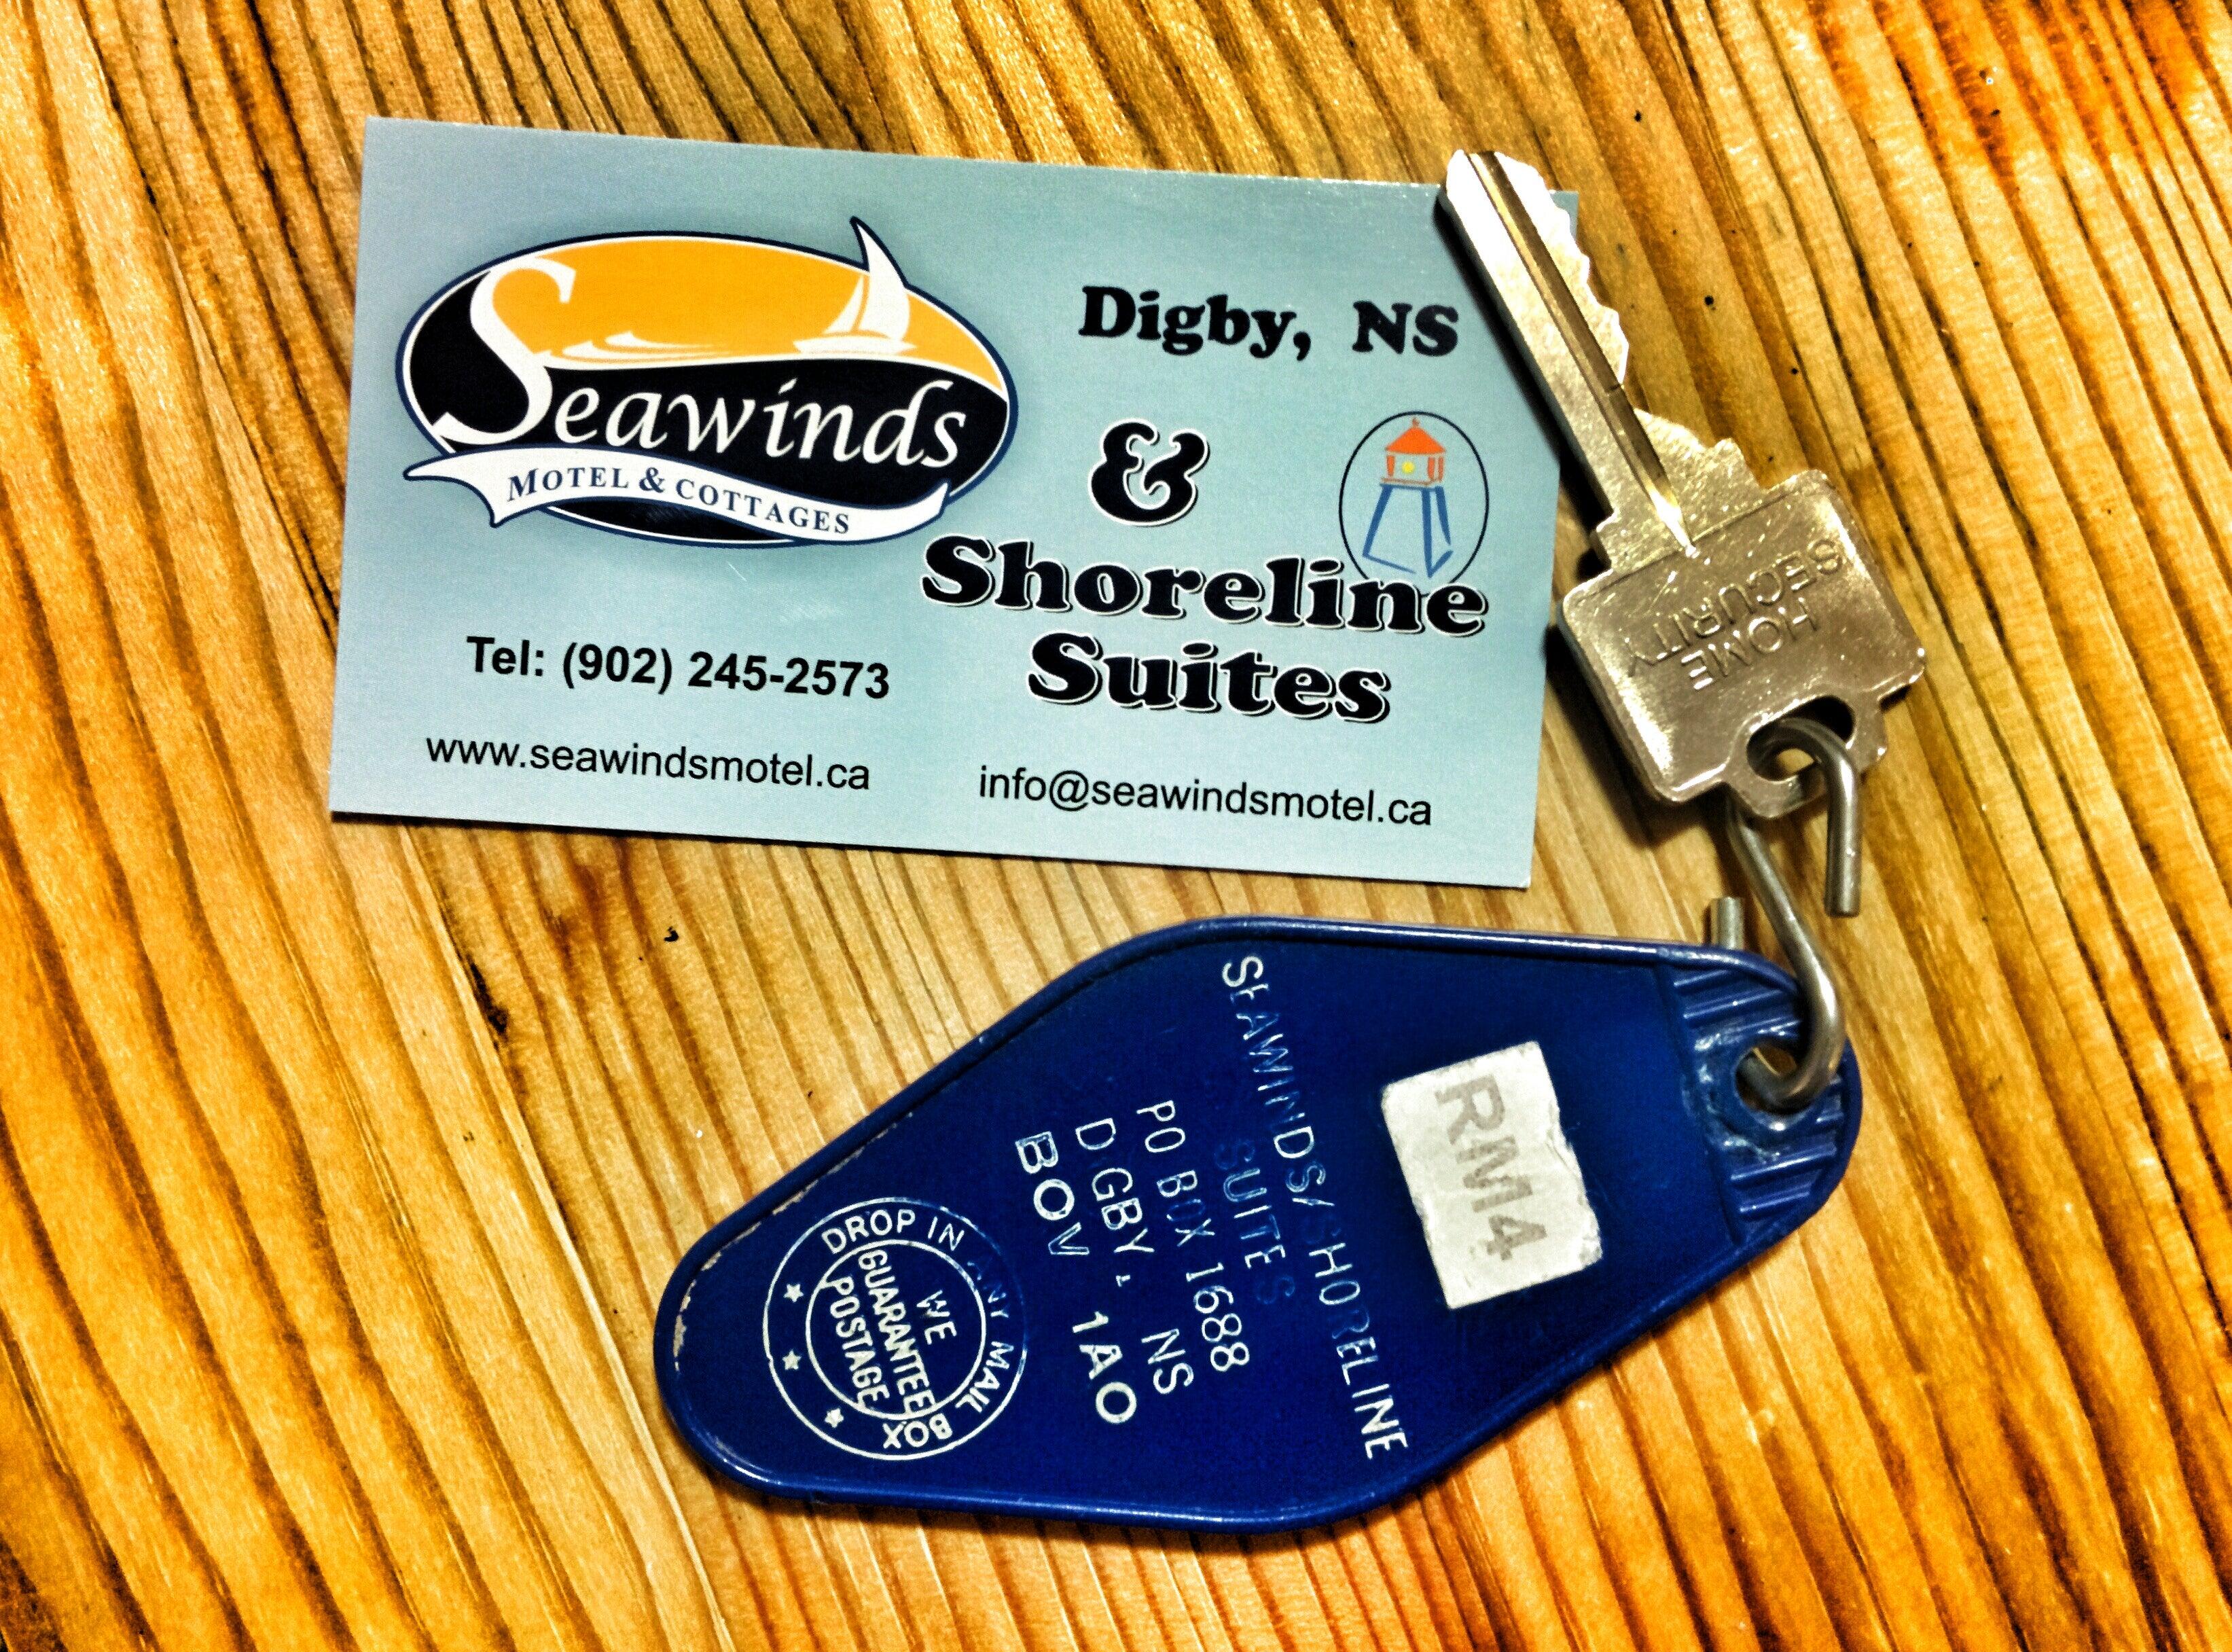 Seawinds
MOTEL & COTTAGES
Digby, NS
&
Shoreline
Suites
Tel: (902) 245-2573
www.seawindsmotel.ca
info@seawindsmotel.ca
HOME
SECURITY
RM4
SEAWINDS/SHORELINE
SUITES
PO BOX 1688
DIGBY, NS
BOV 1AO
DROP IN ANY MAIL BOX
WE
GUARANTEE
POSTAGE